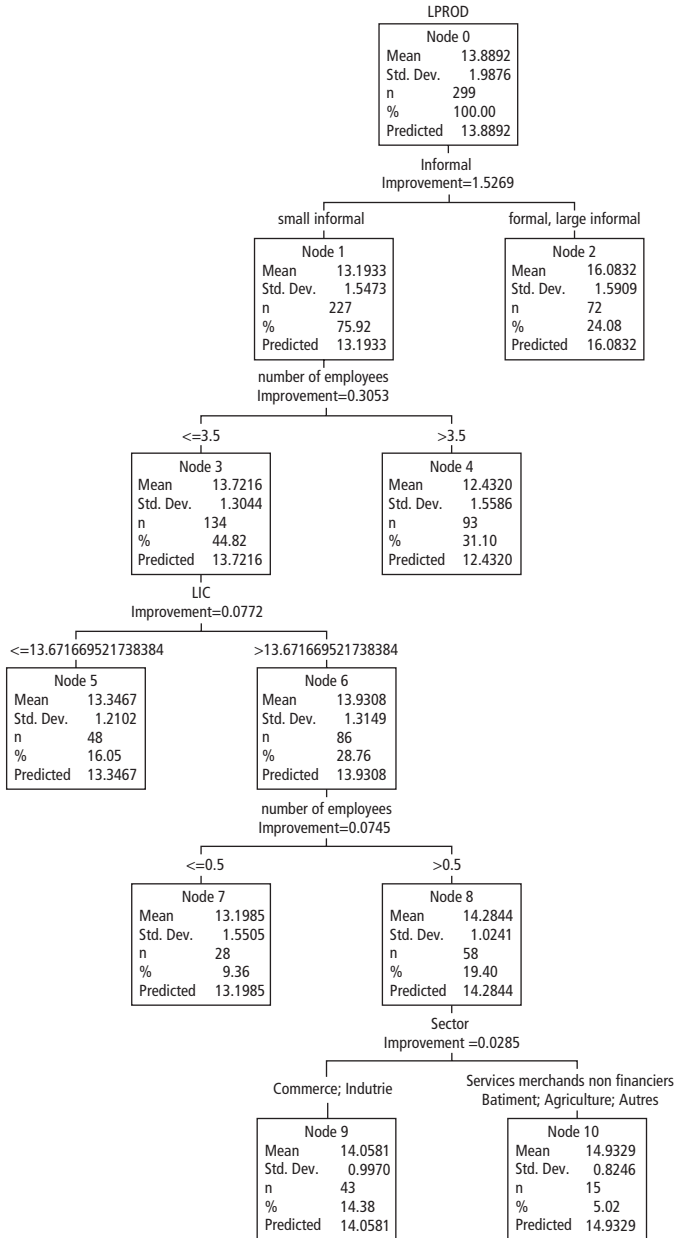 LPROD
Node 0
Mean 13.8892
Std. Dev. 1.9876
n 299
% 100.00
Predicted 13.8892
Informal
Improvement=1.5269
small informal
formal, large informal
Node 1
Mean 13.1933
Std. Dev. 1.5473
n 227
% 75.92
Predicted 13.1933
Node 2
Mean 16.0832
Std. Dev. 1.5909
n 72
% 24.08
Predicted 16.0832
number of employees
Improvement=0.3053
<=3.5
>3.5
Node 3
Mean 13.7216
Std. Dev. 1.3044
n 134
% 44.82
Predicted 13.7216
Node 4
Mean 12.4320
Std. Dev. 1.5586
n 93
% 31.10
Predicted 12.4320
LIC
Improvement=0.0772
<=13.671669521738384
>13.671669521738384
Node 5
Mean 13.3467
Std. Dev. 1.2102
n 48
% 16.05
Predicted 13.3467
Node 6
Mean 13.9308
Std. Dev. 1.3149
n 86
% 28.76
Predicted 13.9308
number of employees
Improvement=0.0745
<=0.5
>0.5
Node 7
Mean 13.1985
Std. Dev. 1.5505
n 28
% 9.36
Predicted 13.1985
Node 8
Mean 14.2844
Std. Dev. 1.0241
n 58
% 19.40
Predicted 14.2844
Sector
Improvement =0.0285
Commerce; Indutrie
Services merchands non financiers
Batiment; Agriculture; Autres
Node 9
Mean 14.0581
Std. Dev. 0.9970
n 43
% 14.38
Predicted 14.0581
Node 10
Mean 14.9329
Std. Dev. 0.8246
n 15
% 5.02
Predicted 14.9329